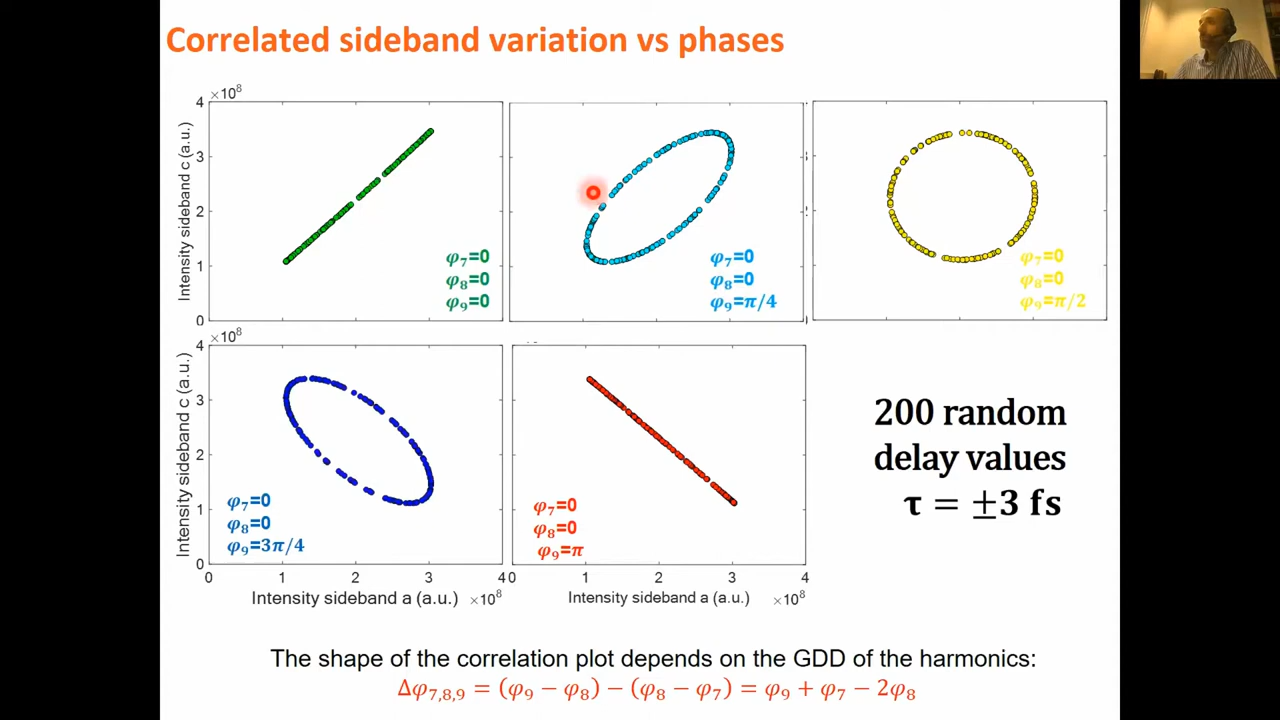 Correlated sideband variation vs phases
×10⁸
4
3
2
1
0
Intensity sideband c (a.u.)
φ₇=0
φ₈=0
φ₉=0
φ₇=0
φ₈=0
φ₉=π/4
φ₇=0
φ₈=0
φ₉=π/2
×10⁸
4
3
2
1
0
Intensity sideband c (a.u.)
φ₇=0
φ₈=0
φ₉=3π/4
0 1 2 3 4
Intensity sideband a (a.u.) ×10⁸
φ₇=0
φ₈=0
φ₉=π
0 1 2 3 4
Intensity sideband a (a.u.) ×10⁸
200 random
delay values
τ = ±3 fs
The shape of the correlation plot depends on the GDD of the harmonics:
Δφ₇,₈,₉ = (φ₉ − φ₈) − (φ₈ − φ₇) = φ₉ + φ₇ − 2φ₈